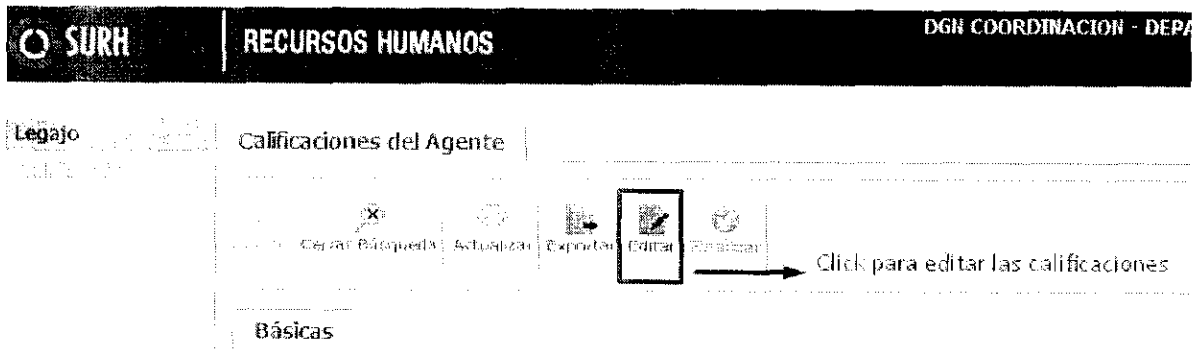 SURH RECURSOS HUMANOS DGN COORDINACION - DEPA
Legajo
Calificaciones del Agente
Cerrar Búsqueda Actualizar Exportar Editar
Click para editar las calificaciones
Básicas